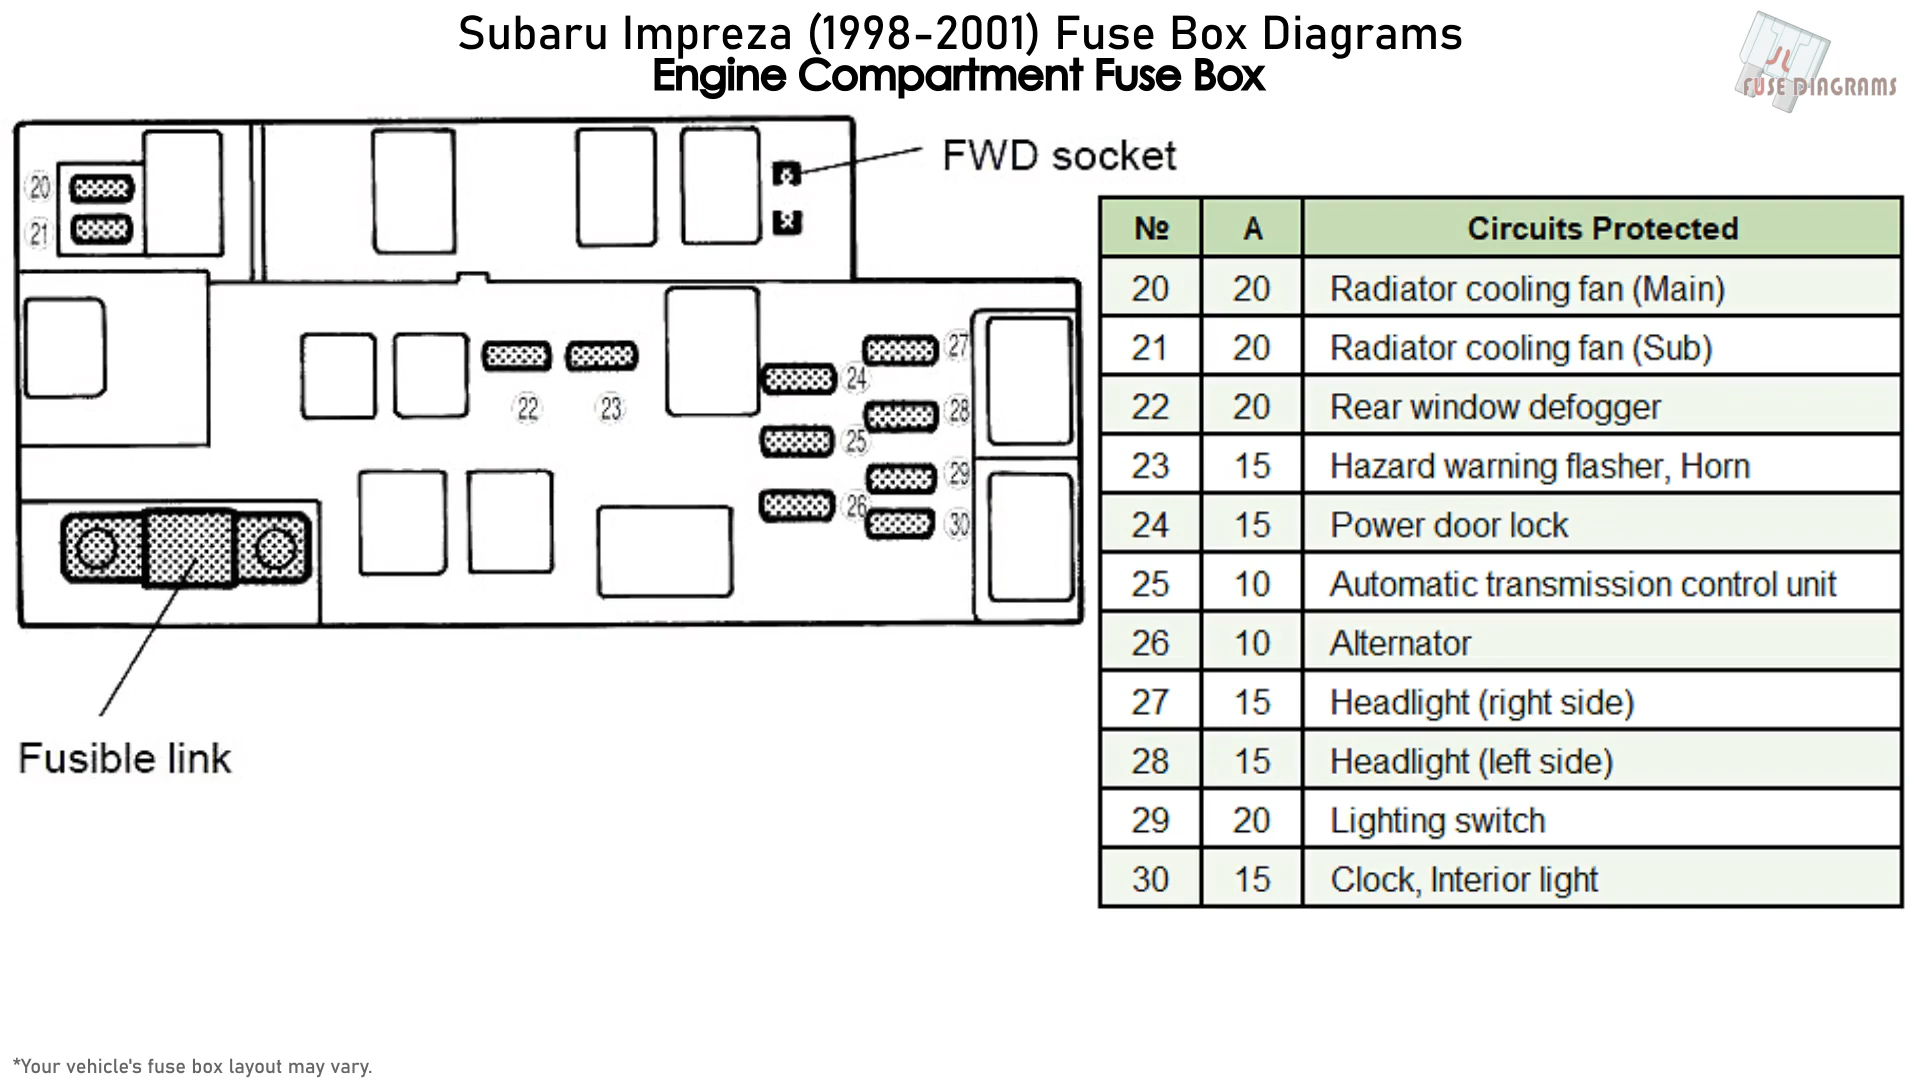 Subaru Impreza (1998-2001) Fuse Box Diagrams
Engine Compartment Fuse Box
FUSE DIAGRAMS
FWD socket
20
21
22
23
24
25
26
27
28
29
30
Fusible link
№ A Circuits Protected
20 20 Radiator cooling fan (Main)
21 20 Radiator cooling fan (Sub)
22 20 Rear window defogger
23 15 Hazard warning flasher, Horn
24 15 Power door lock
25 10 Automatic transmission control unit
26 10 Alternator
27 15 Headlight (right side)
28 15 Headlight (left side)
29 20 Lighting switch
30 15 Clock, Interior light
*Your vehicle's fuse box layout may vary.